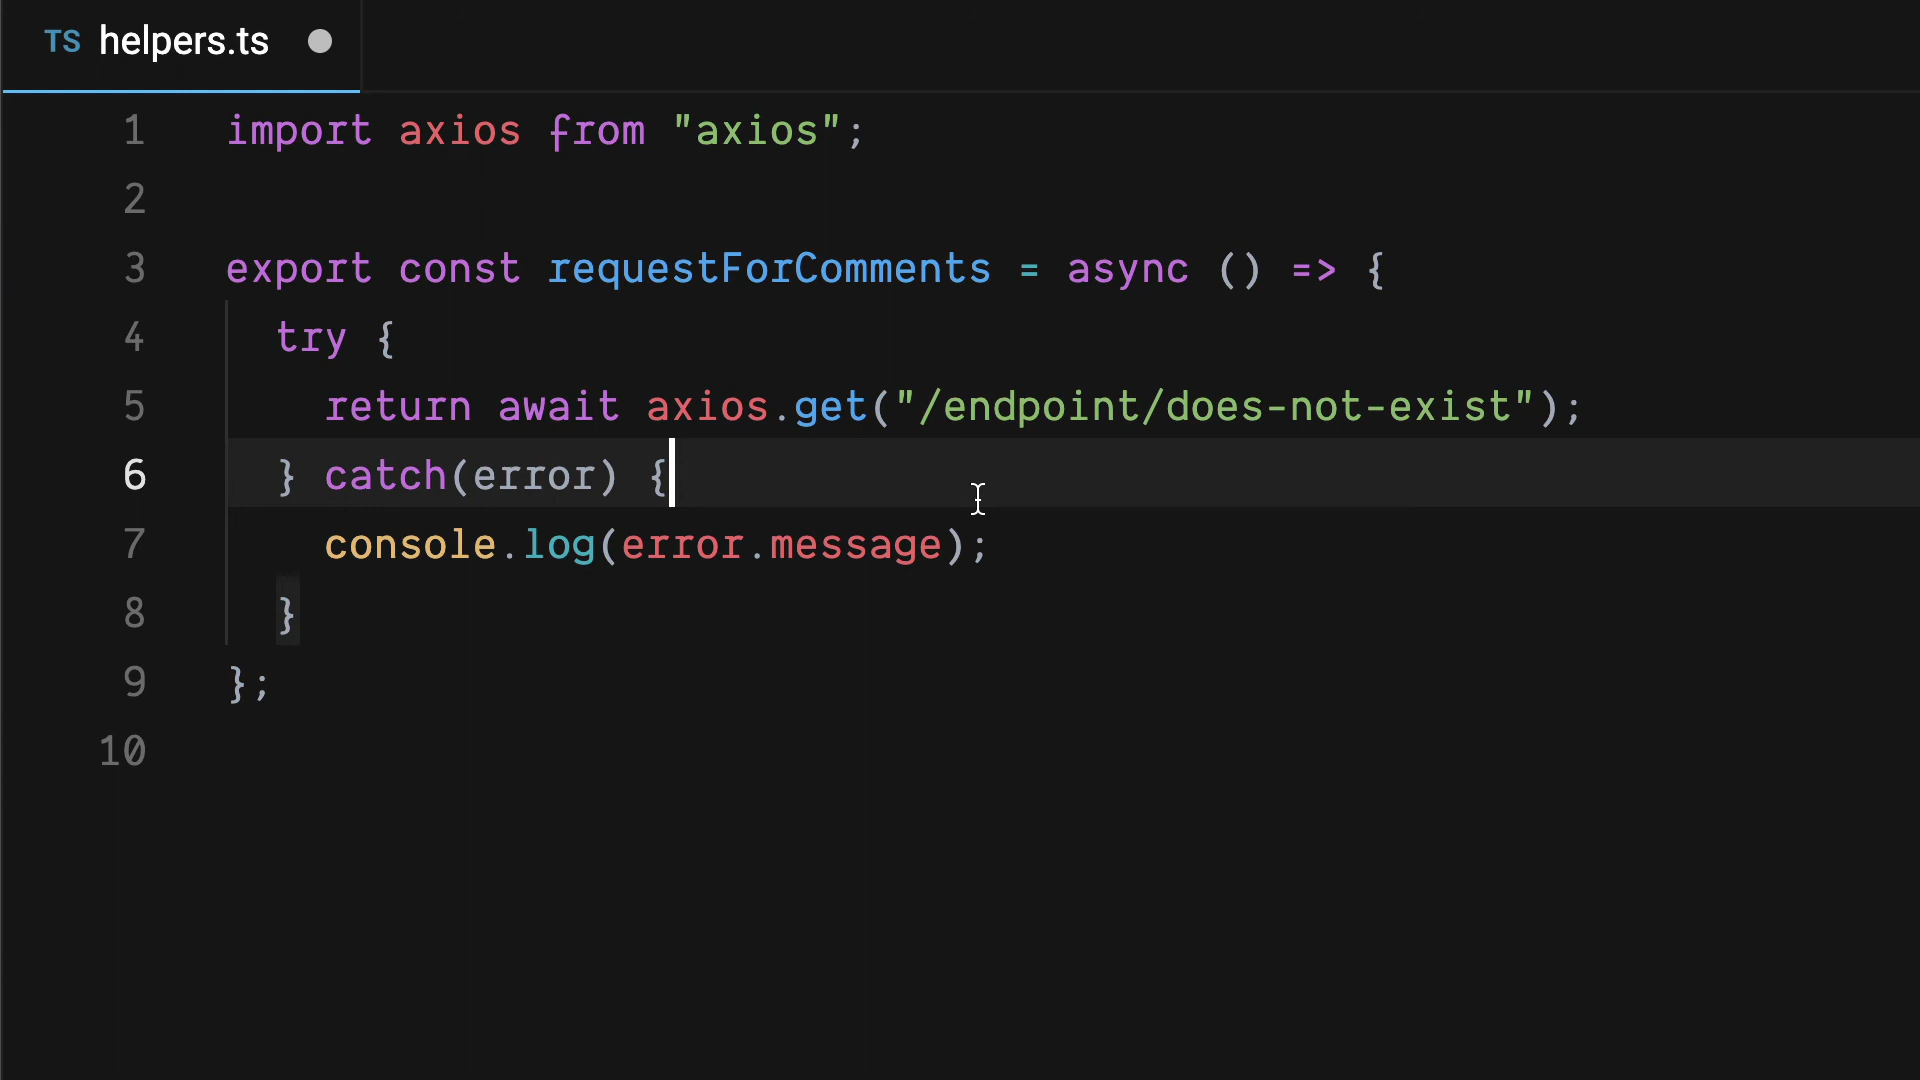 TS helpers.ts
1 import axios from "axios";
2
3 export const requestForComments = async () => {
4 try {
5 return await axios.get("/endpoint/does-not-exist");
6 } catch(error) {
7 console.log(error.message);
8 }
9 };
10